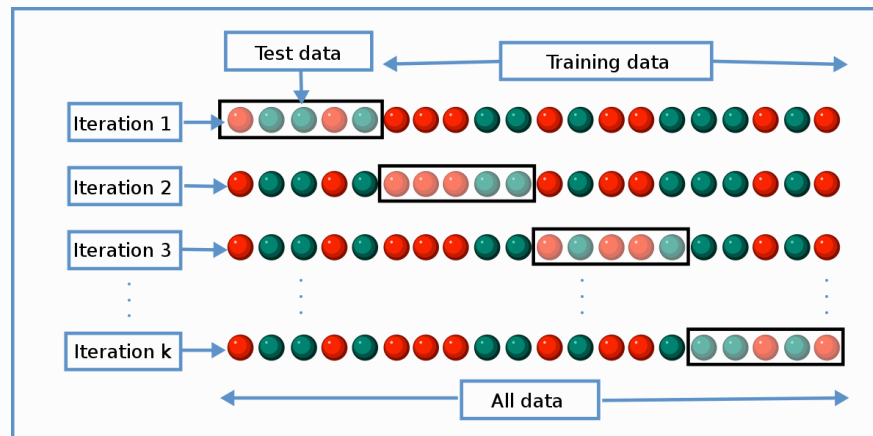 Test data
Training data
Iteration 1
Iteration 2
Iteration 3
Iteration k
All data